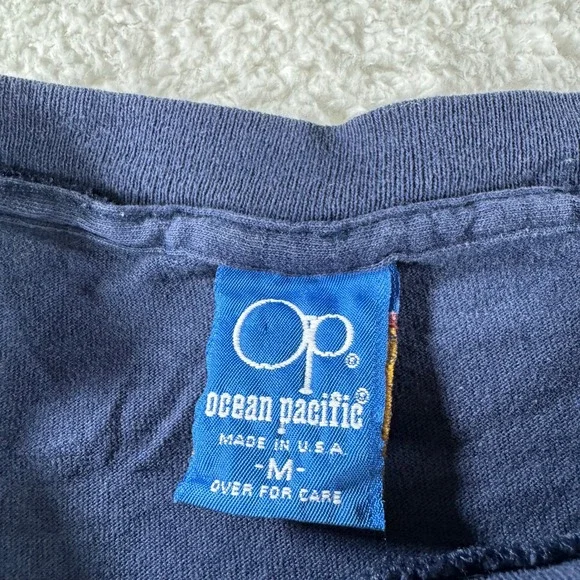 Op®
ocean pacific®
MADE IN U.S.A.
-M-
OVER FOR CARE